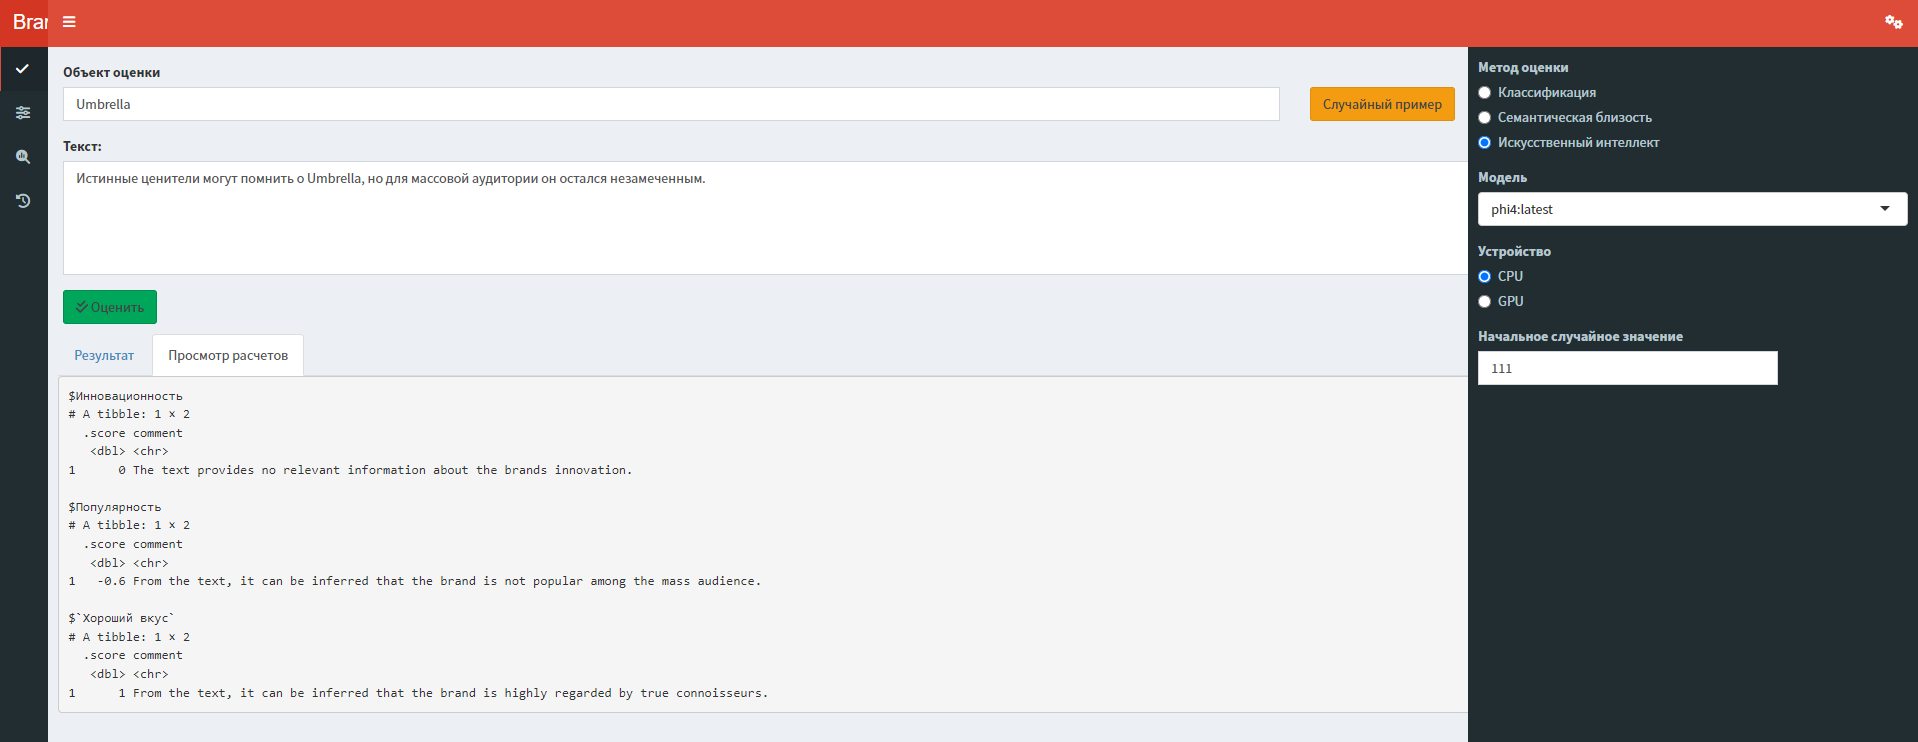 Bran
Объект оценки
Umbrella
Случайный пример
Текст:
Истинные ценители могут помнить о Umbrella, но для массовой аудитории он остался незамеченным.
Оценить
Результат
Просмотр расчетов
$Инновационность
# A tibble: 1 × 2
.score comment
<dbl> <chr>
1 0 The text provides no relevant information about the brands innovation.
$Популярность
# A tibble: 1 × 2
.score comment
<dbl> <chr>
1 -0.6 From the text, it can be inferred that the brand is not popular among the mass audience.
$`Хороший вкус`
# A tibble: 1 × 2
.score comment
<dbl> <chr>
1 1 From the text, it can be inferred that the brand is highly regarded by true connoisseurs.
Метод оценки
Классификация
Семантическая близость
Искусственный интеллект
Модель
phi4:latest
Устройство
CPU
GPU
Начальное случайное значение
111